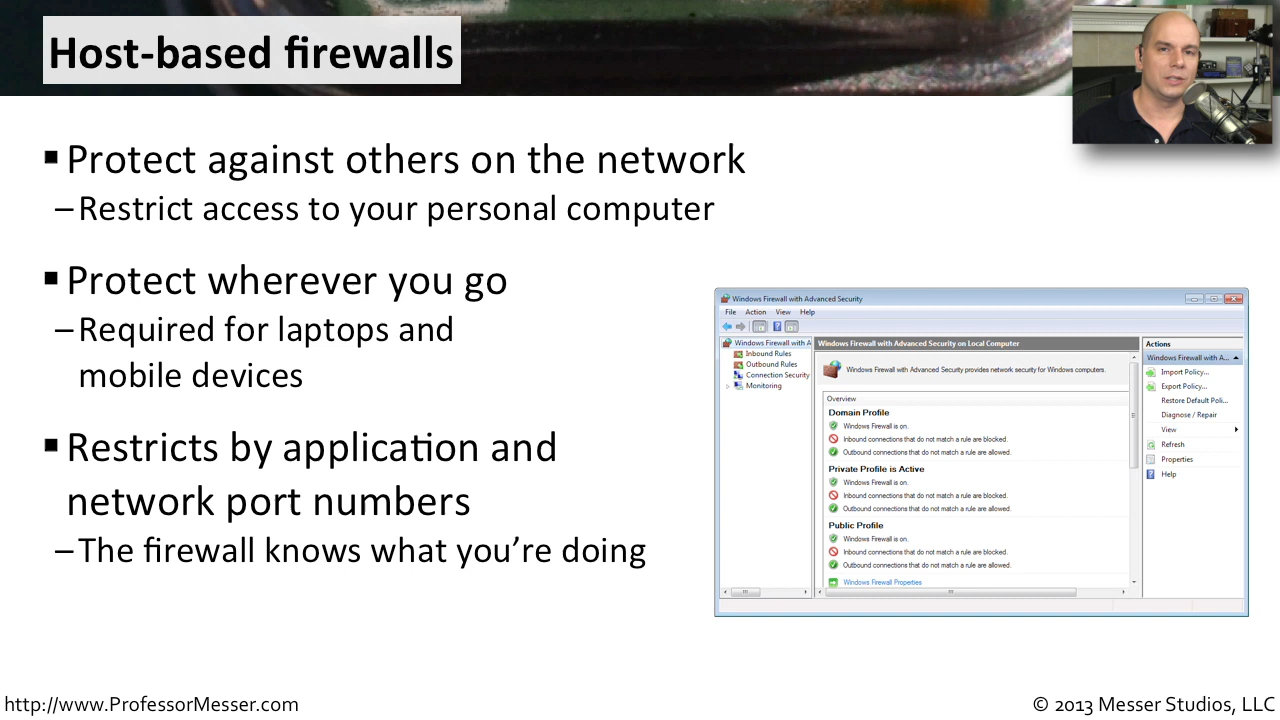 Host-based firewalls
▪ Protect against others on the network
– Restrict access to your personal computer
▪ Protect wherever you go
– Required for laptops and
mobile devices
▪ Restricts by application and
network port numbers
– The firewall knows what you're doing
Windows Firewall with Advanced Security
File Action View Help
Windows Firewall with A
Inbound Rules
Outbound Rules
Connection Security
Monitoring
Windows Firewall with Advanced Security on Local Computer
Windows Firewall with Advanced Security provides network security for Windows computers.
Overview
Domain Profile
Windows Firewall is on.
Inbound connections that do not match a rule are blocked.
Outbound connections that do not match a rule are allowed.
Private Profile is Active
Windows Firewall is on.
Inbound connections that do not match a rule are blocked.
Outbound connections that do not match a rule are allowed.
Public Profile
Windows Firewall is on.
Inbound connections that do not match a rule are blocked.
Outbound connections that do not match a rule are allowed.
Windows Firewall Properties
Actions
Windows Firewall with A...
Import Policy...
Export Policy...
Restore Default Poli...
Diagnose / Repair
View
Refresh
Properties
Help
http://www.ProfessorMesser.com
© 2013 Messer Studios, LLC